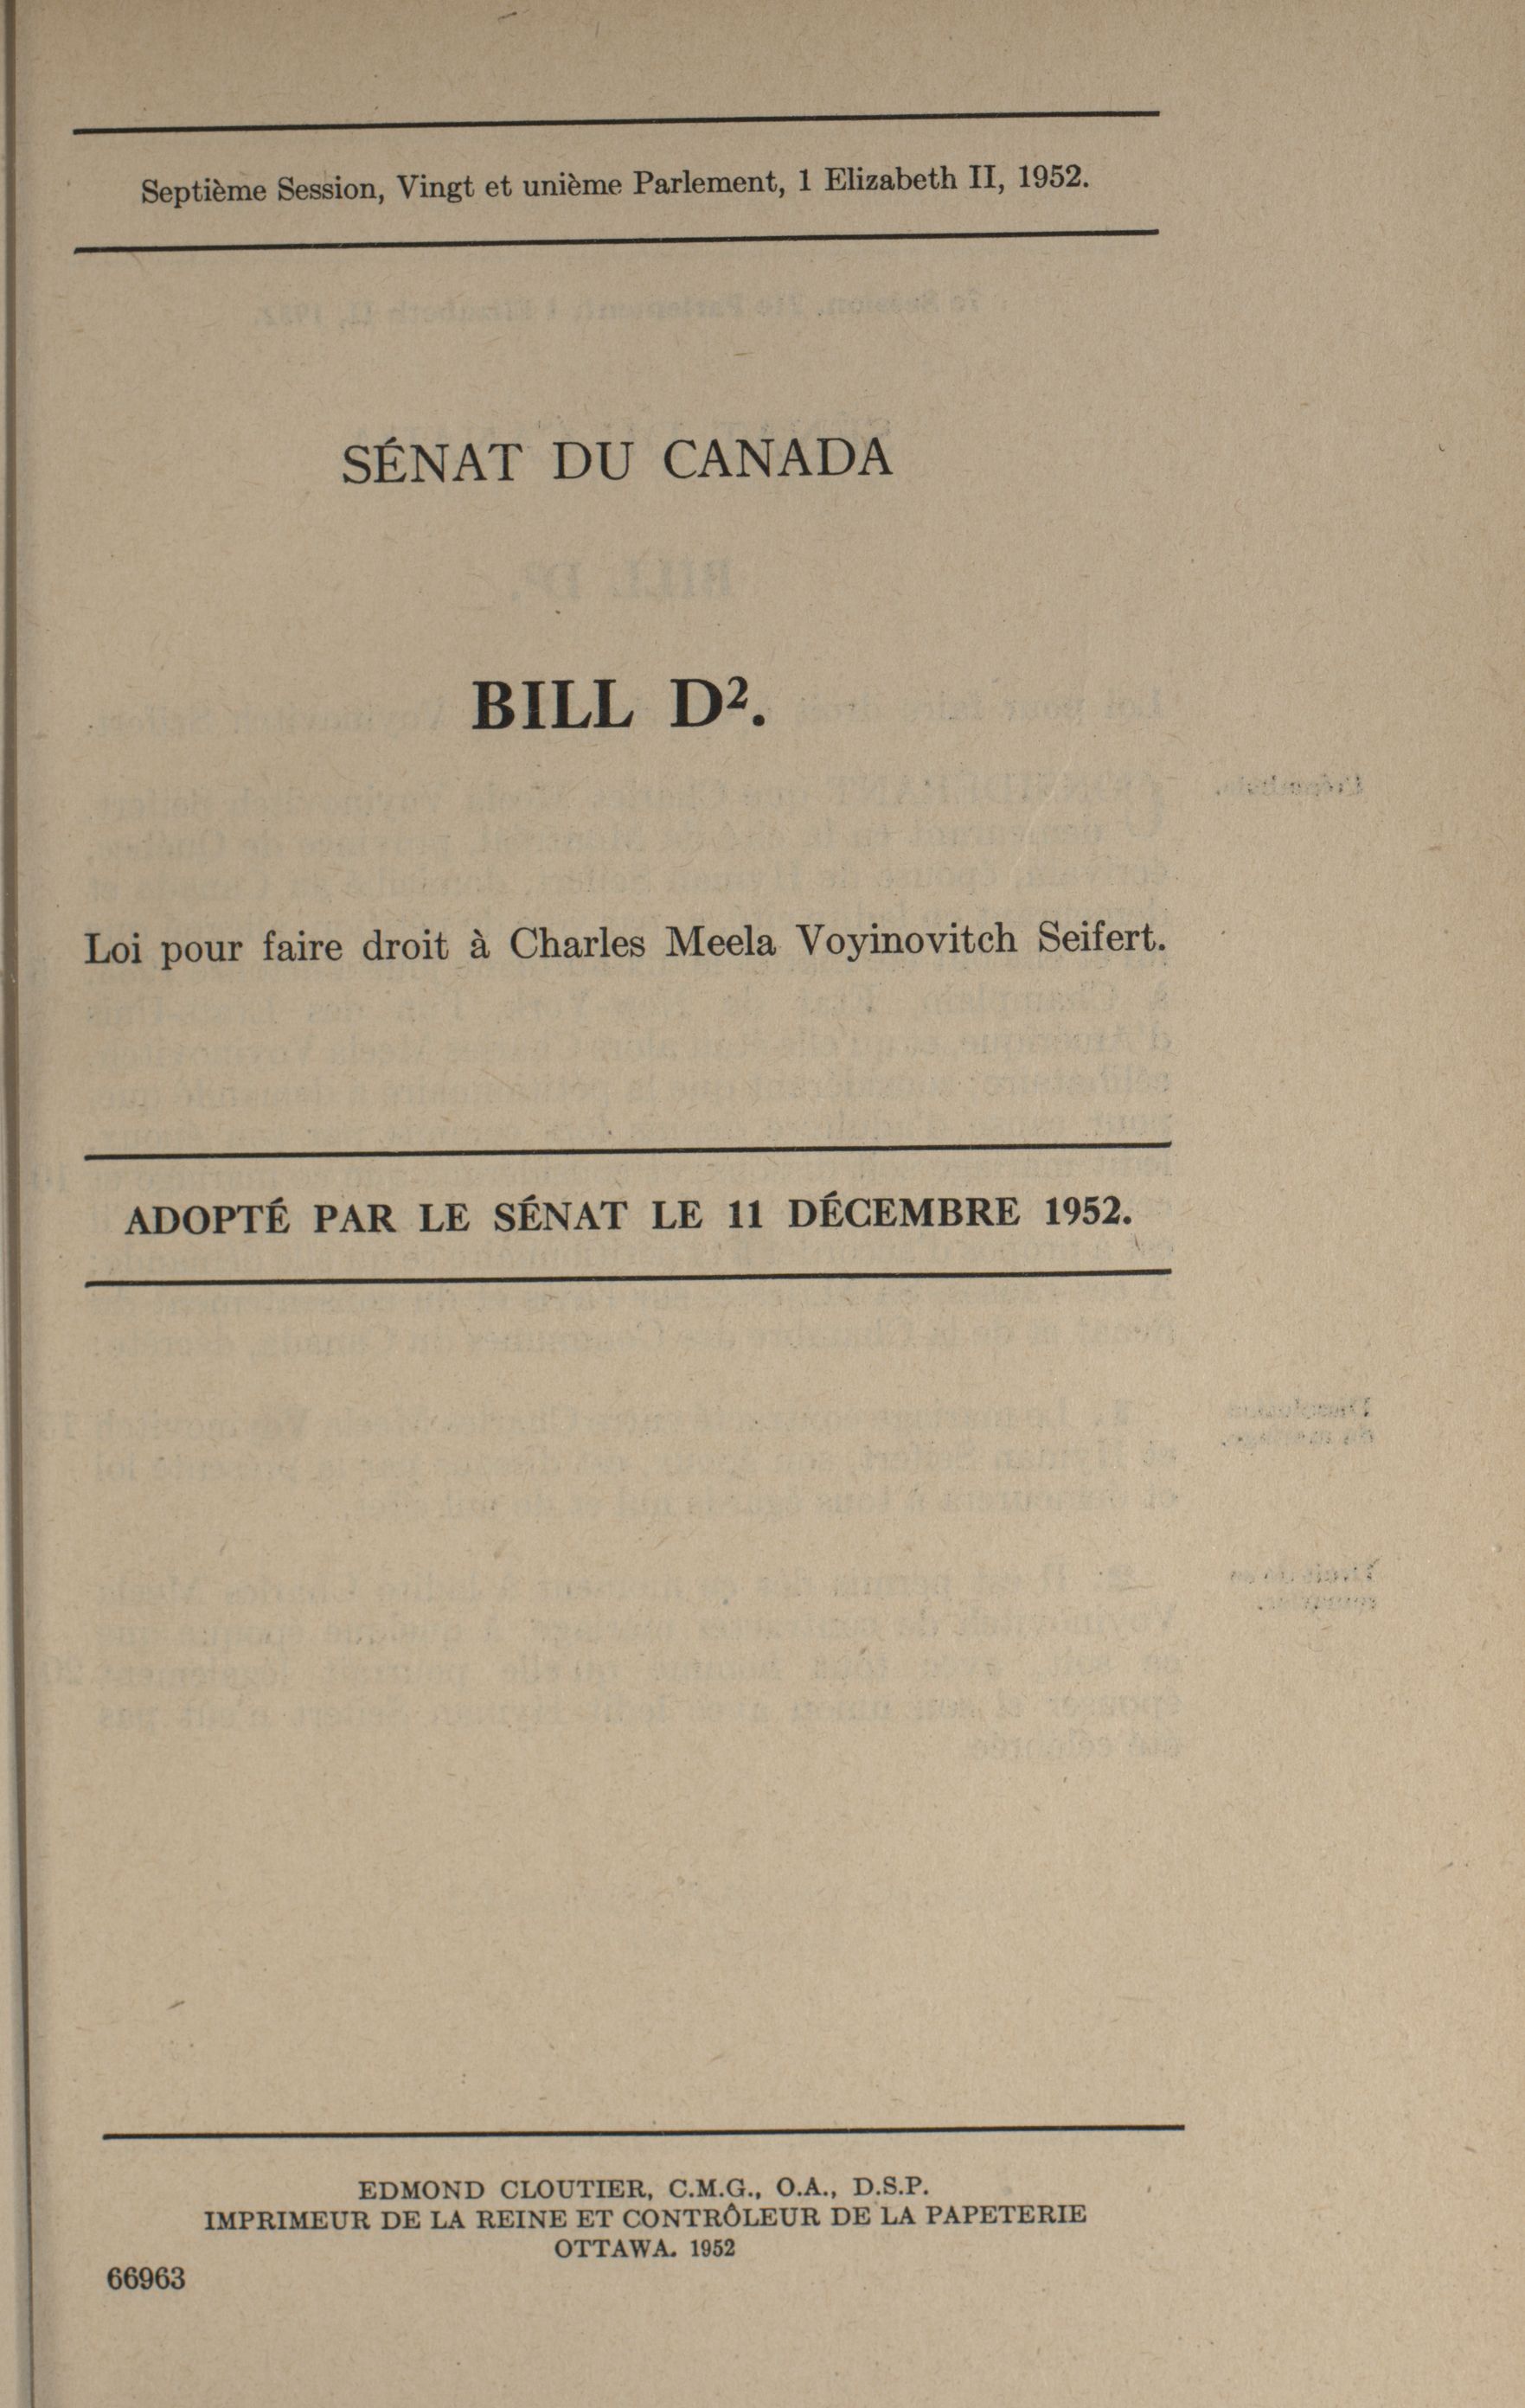 Septième Session, Vingt et unième Parlement, 1 Elizabeth II, 1952.
SÉNAT DU CANADA
BILL D².
Loi pour faire droit à Charles Meela Voyinovitch Seifert.
ADOPTÉ PAR LE SÉNAT LE 11 DÉCEMBRE 1952.
EDMOND CLOUTIER, C.M.G., O.A., D.S.P.
IMPRIMEUR DE LA REINE ET CONTRÔLEUR DE LA PAPETERIE
OTTAWA. 1952
66963